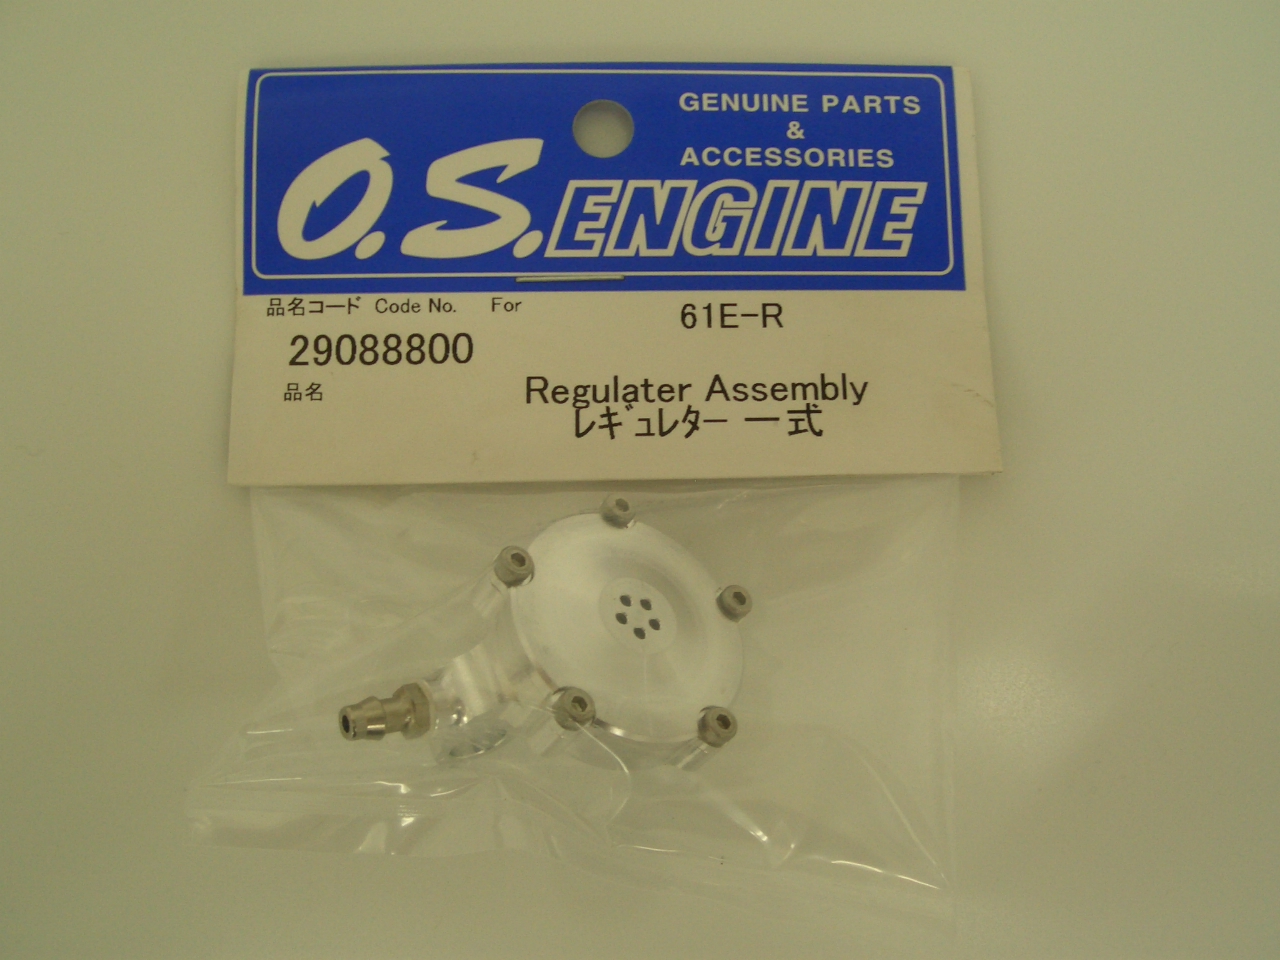 GENUINE PARTS
&
ACCESSORIES
O.S.ENGINE
品名コード Code No. For
61E-R
29088800
品名
Regulater Assembly
ﾚｷﾞｭﾚﾀｰ 一式